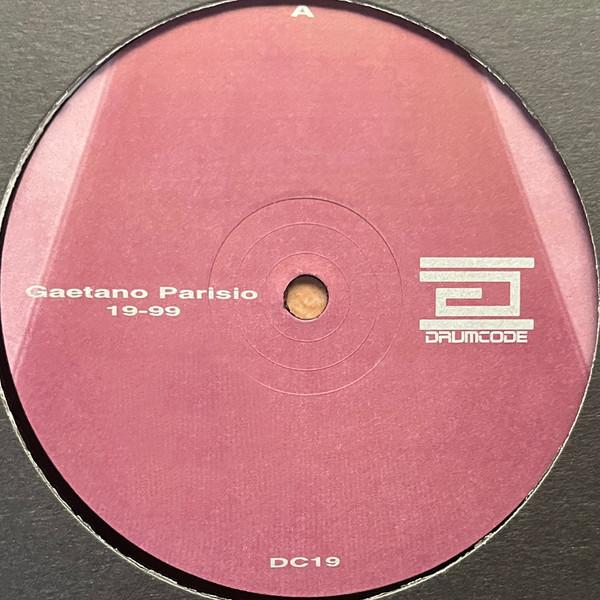 A
Gaetano Parisio
19-99
DRUMCODE
DC19